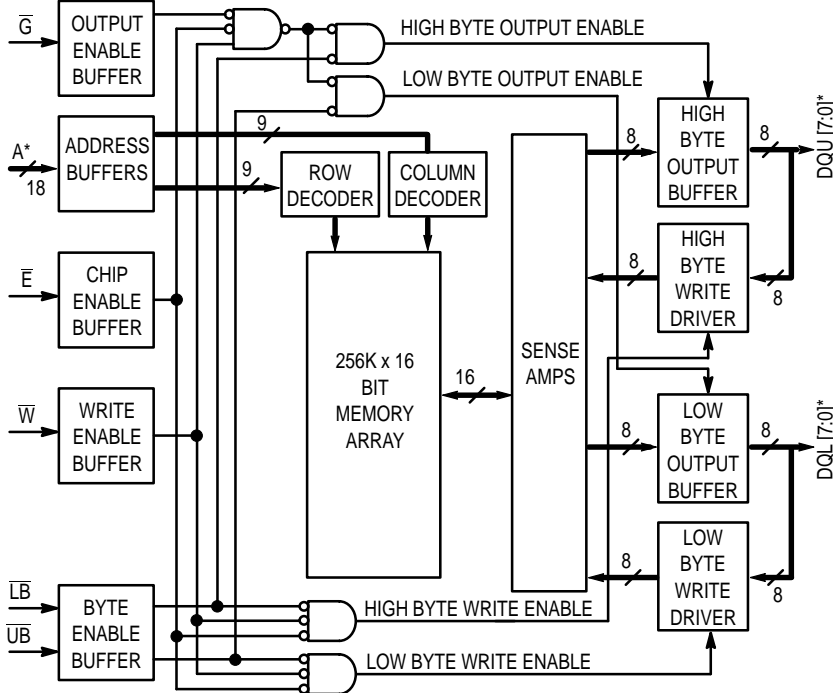 G
OUTPUT
ENABLE
BUFFER
HIGH BYTE OUTPUT ENABLE
LOW BYTE OUTPUT ENABLE
A*
18
ADDRESS
BUFFERS
9
9
ROW
DECODER
COLUMN
DECODER
8
HIGH
BYTE
OUTPUT
BUFFER
8
DQU [7:0]*
E
CHIP
ENABLE
BUFFER
8
HIGH
BYTE
WRITE
DRIVER
8
256K x 16
BIT
MEMORY
ARRAY
16
SENSE
AMPS
W
WRITE
ENABLE
BUFFER
8
LOW
BYTE
OUTPUT
BUFFER
8
DQL [7:0]*
8
LOW
BYTE
WRITE
DRIVER
8
LB
UB
BYTE
ENABLE
BUFFER
HIGH BYTE WRITE ENABLE
LOW BYTE WRITE ENABLE